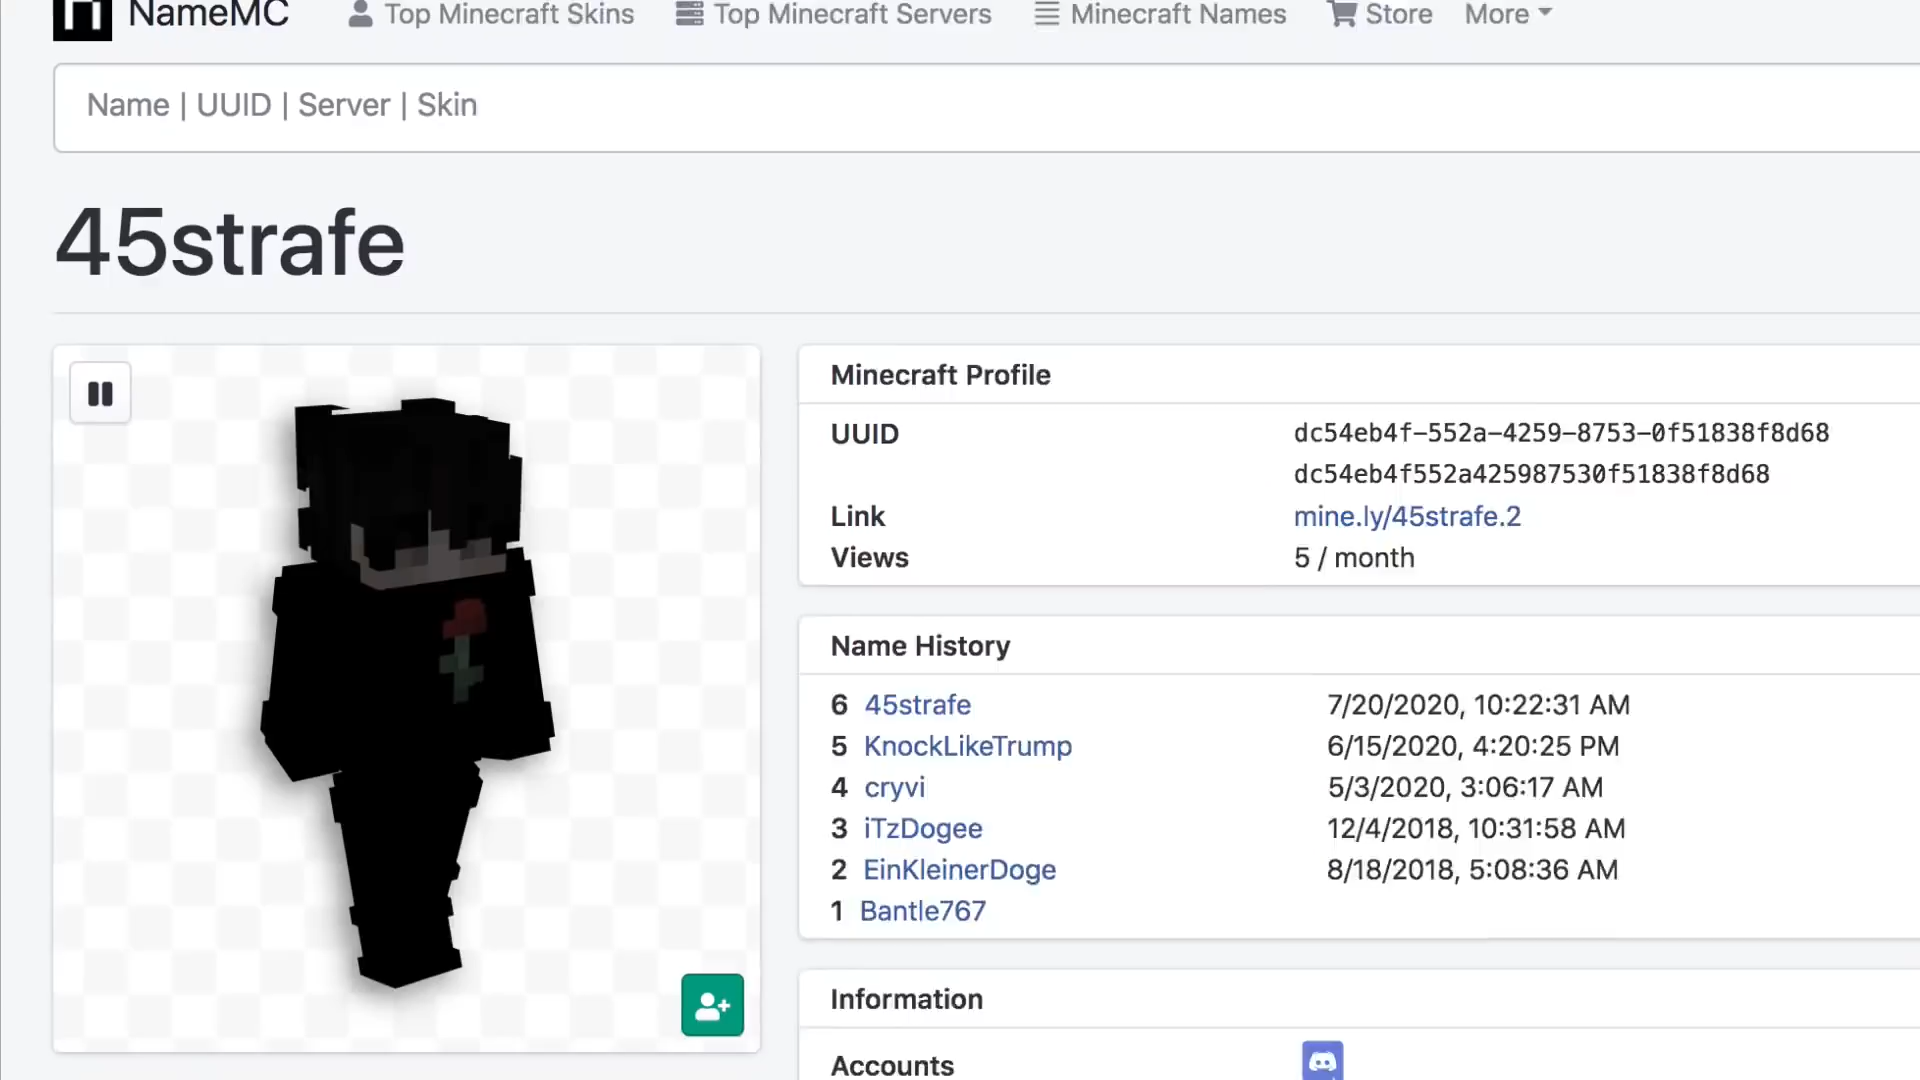 NameMC Top Minecraft Skins Top Minecraft Servers Minecraft Names Store More
Name | UUID | Server | Skin
45strafe
Minecraft Profile
UUID dc54eb4f-552a-4259-8753-0f51838f8d68
dc54eb4f552a425987530f51838f8d68
Link mine.ly/45strafe.2
Views 5 / month
Name History
6 45strafe 7/20/2020, 10:22:31 AM
5 KnockLikeTrump 6/15/2020, 4:20:25 PM
4 cryvi 5/3/2020, 3:06:17 AM
3 iTzDogee 12/4/2018, 10:31:58 AM
2 EinKleinerDoge 8/18/2018, 5:08:36 AM
1 Bantle767
Information
Accounts